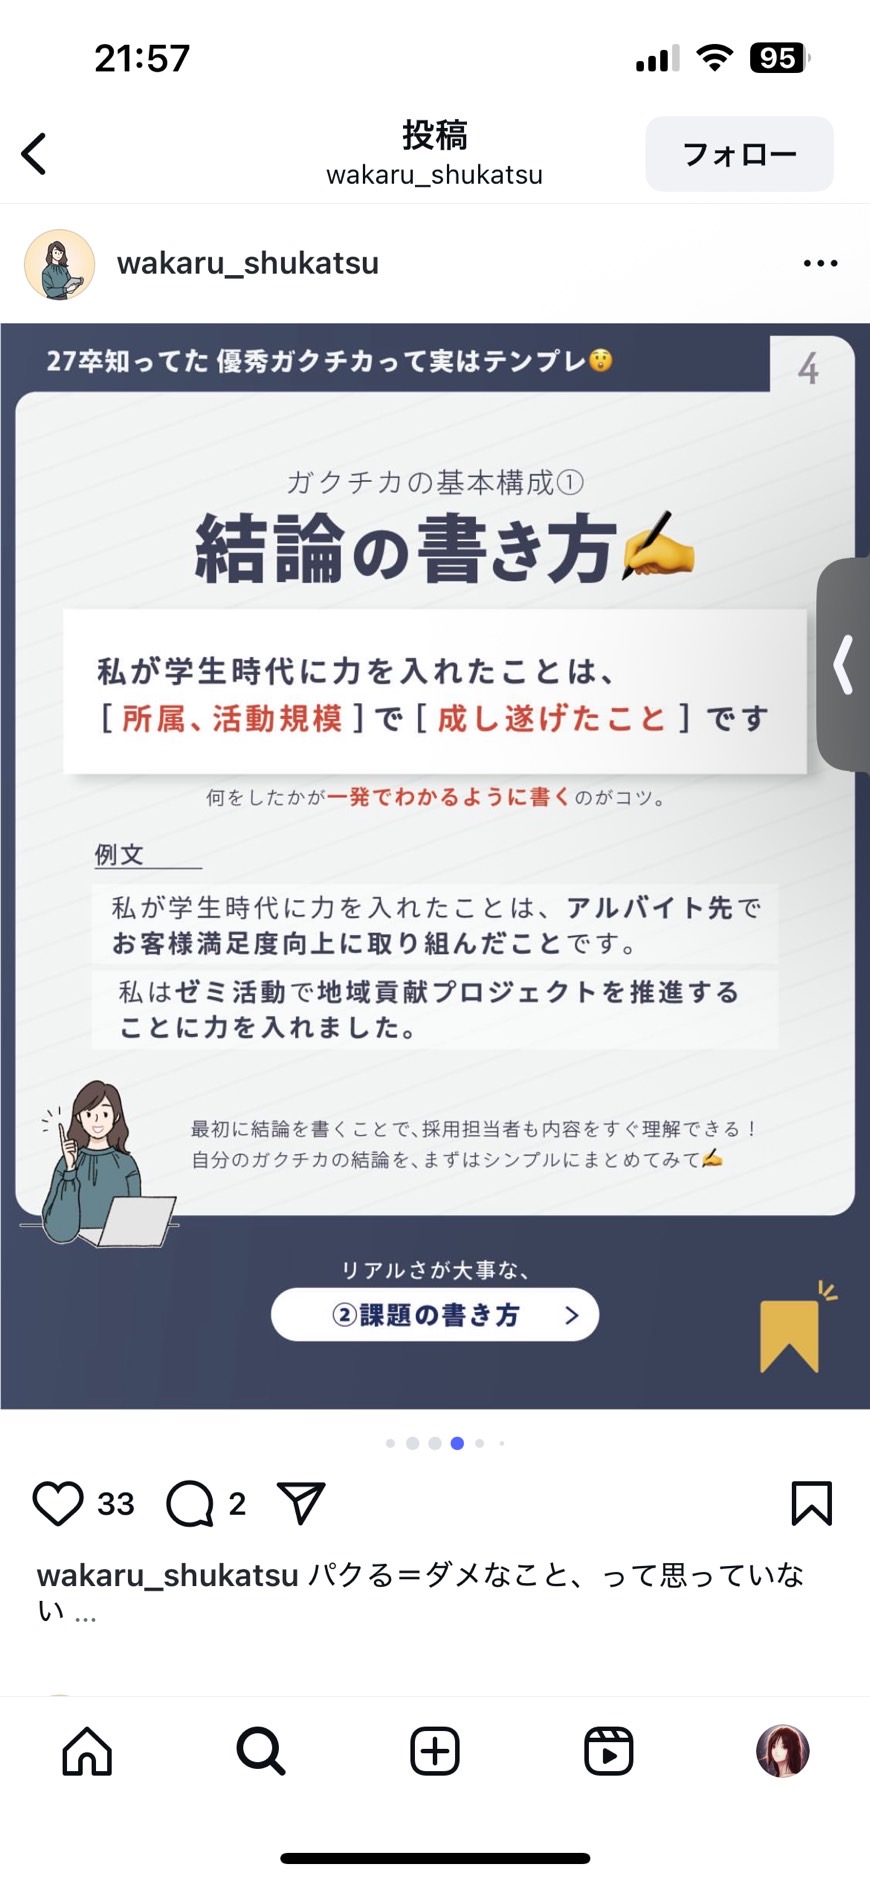 21:57
95
投稿
wakaru_shukatsu
フォロー
wakaru_shukatsu
27卒知ってた 優秀ガクチカって実はテンプレ😲
4
ガクチカの基本構成①
結論の書き方✍️
私が学生時代に力を入れたことは、
[ 所属、活動規模 ] で [ 成し遂げたこと ] です
何をしたかが一発でわかるように書くのがコツ。
例文
私が学生時代に力を入れたことは、アルバイト先で
お客様満足度向上に取り組んだことです。
私はゼミ活動で地域貢献プロジェクトを推進する
ことに力を入れました。
最初に結論を書くことで、採用担当者も内容をすぐ理解できる！
自分のガクチカの結論を、まずはシンプルにまとめてみて✍️
リアルさが大事な、
②課題の書き方 >
33
2
wakaru_shukatsu パクる＝ダメなこと、って思っていな
い ...